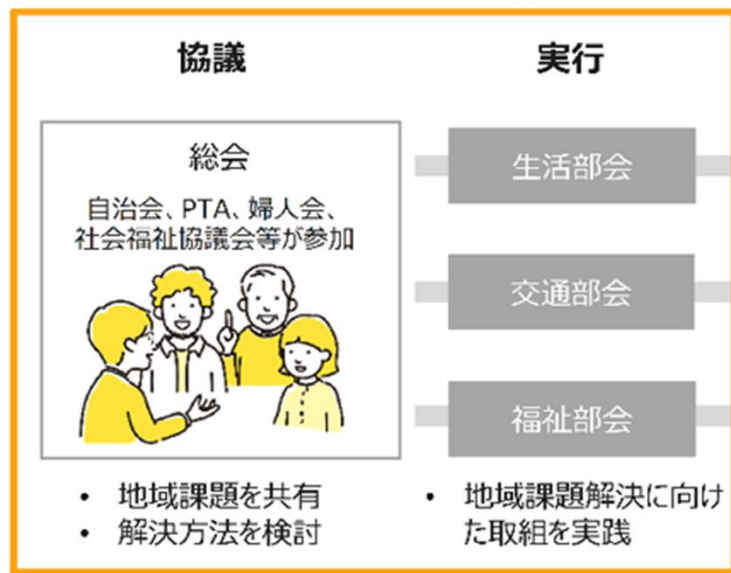 協議
総会
自治会、PTA、婦人会、
社会福祉協議会等が参加
• 地域課題を共有
• 解決方法を検討
実行
生活部会
交通部会
福祉部会
• 地域課題解決に向け
た取組を実践